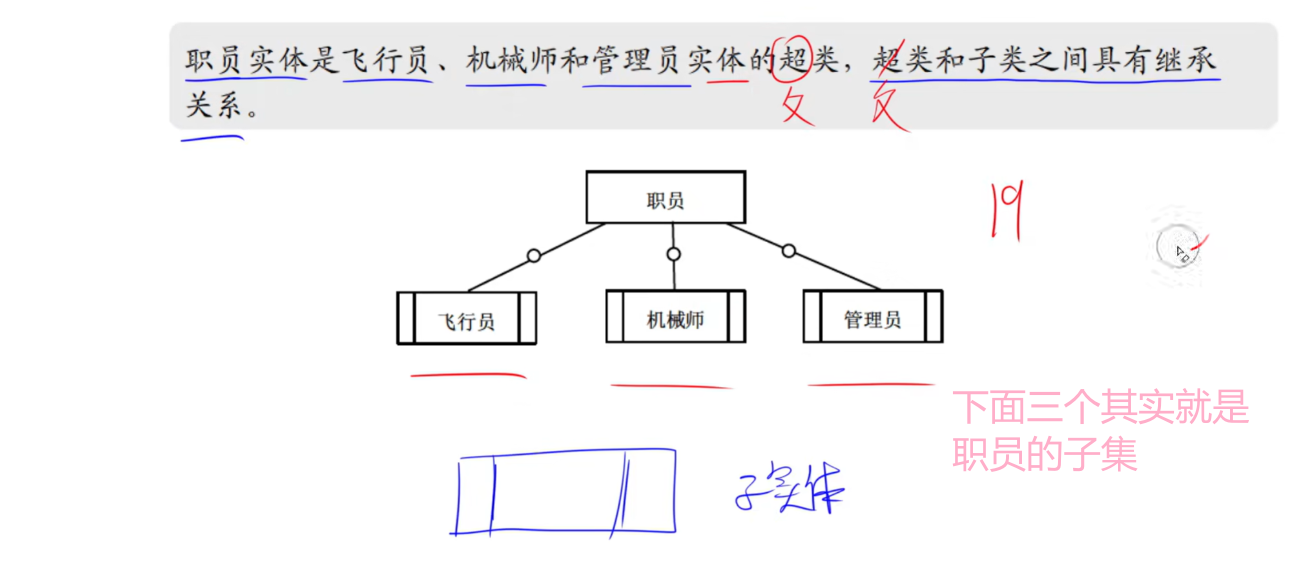 职员实体是飞行员、机械师和管理员实体的超类，超类和子类之间具有继承
关系。
父 父
职员
19
飞行员 机械师 管理员
下面三个其实就是
职员的子集
子实体